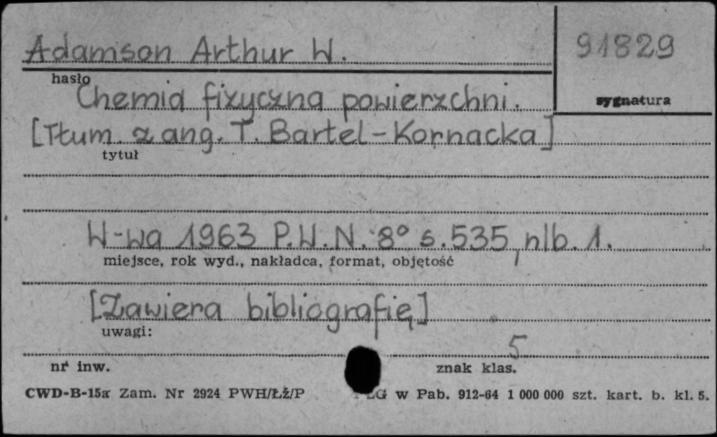 Adamson Arthur W.
91829
hasło
sygnatura
Chemia fizyczna powierzchni.
[Tłum. z ang. T. Bartel-Kornacka]
tytuł
W-wa 1963 P.W.N. 8° s. 535, nlb. 1.
miejsce, rok wyd., nakładca, format, objętość
[Zawiera bibliografię]
uwagi:
5
nr inw.
znak klas.
CWD-B-15a Zam. Nr 2924 PWH/Ł.Ż/P w Pab. 912-64 1 000 000 szt. kart. b. kl. 5.